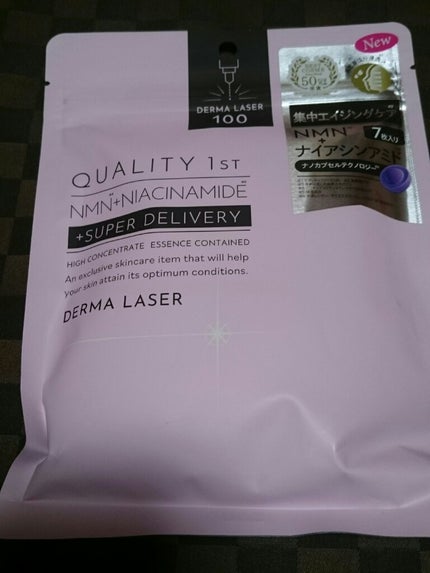 DERMA LASER
100
New
50冠
集中エイジングケア
NMN
+
7枚入り
ナイアシンアミド
ナノカプセルテクノロジー
QUALITY 1ST
NMN+NIACINAMIDE
+SUPER DELIVERY
HIGH CONCENTRATE ESSENCE CONTAINED
An exclusive skincare item that will help
your skin attain its optimum conditions.
DERMA LASER